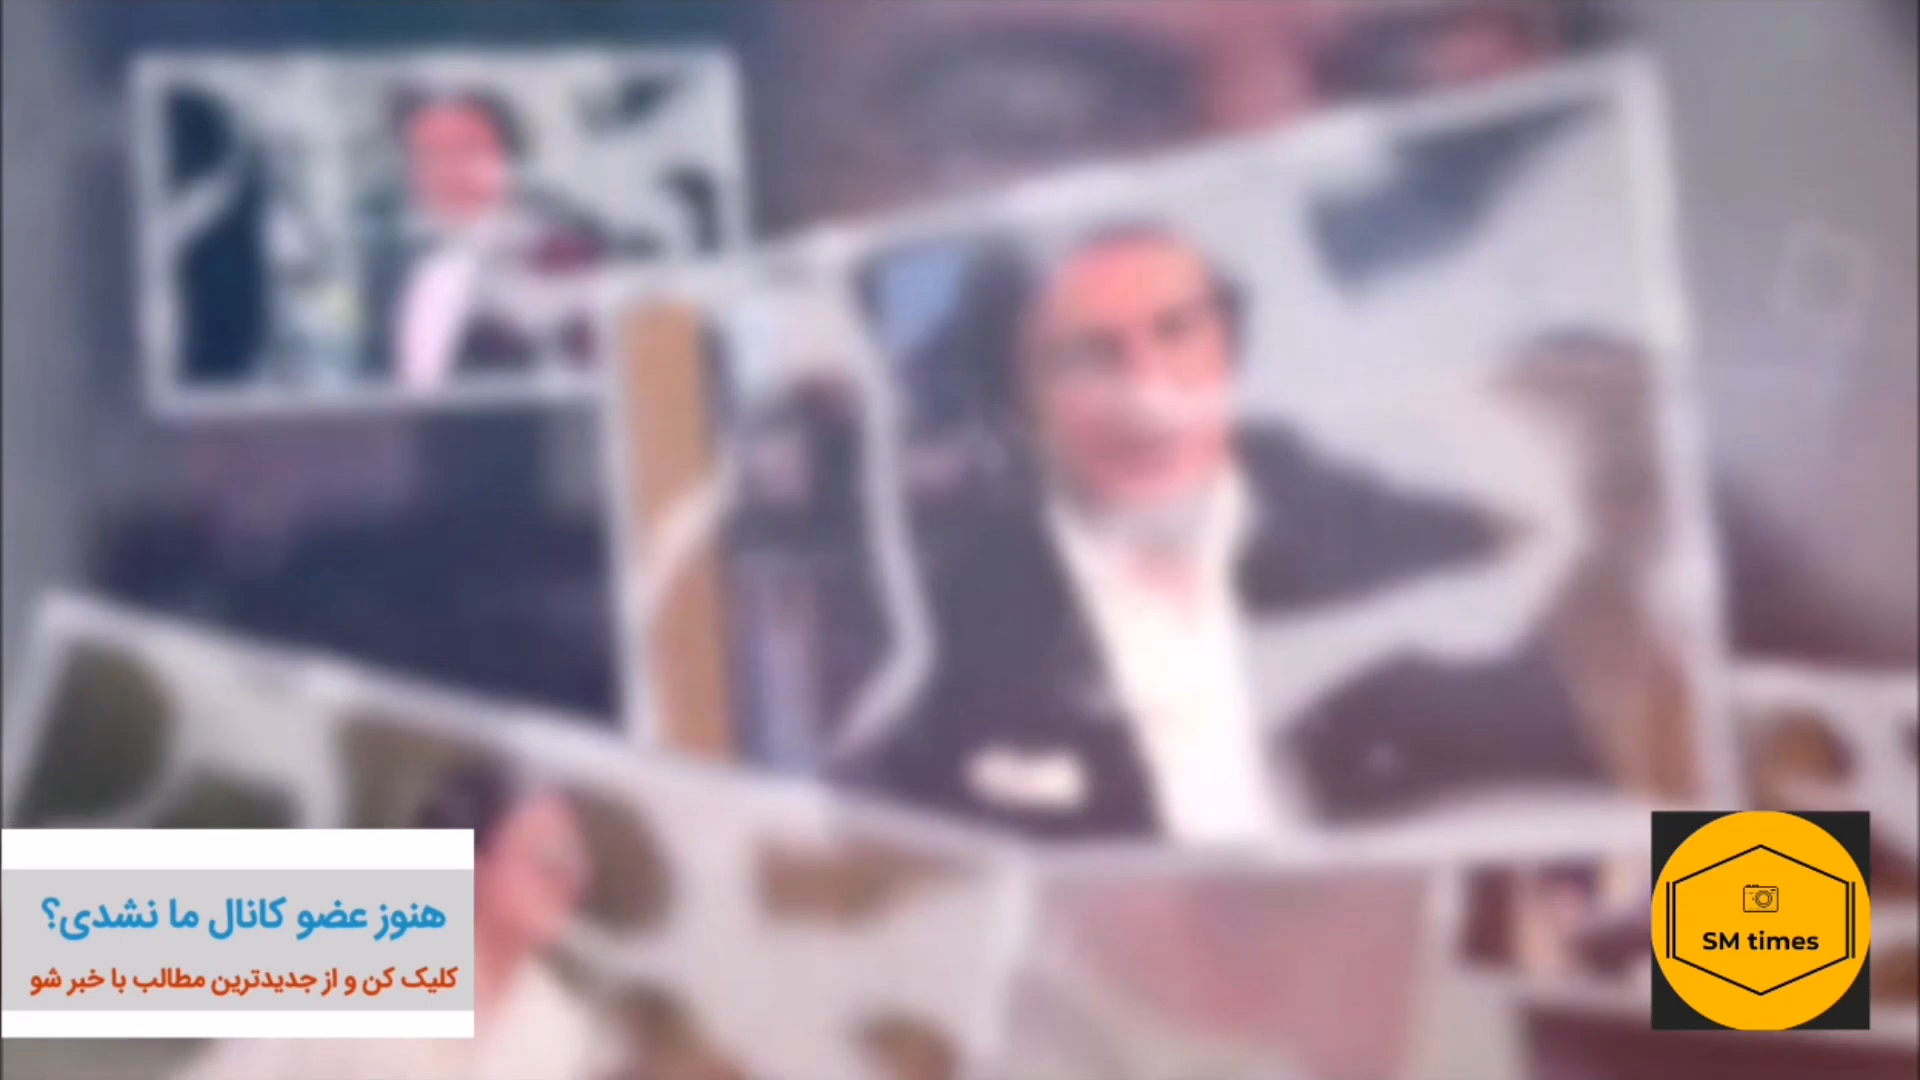 هنوز عضو کانال ما نشدی؟
کلیک کن و از جدیدترین مطالب با خبر شو
SM times